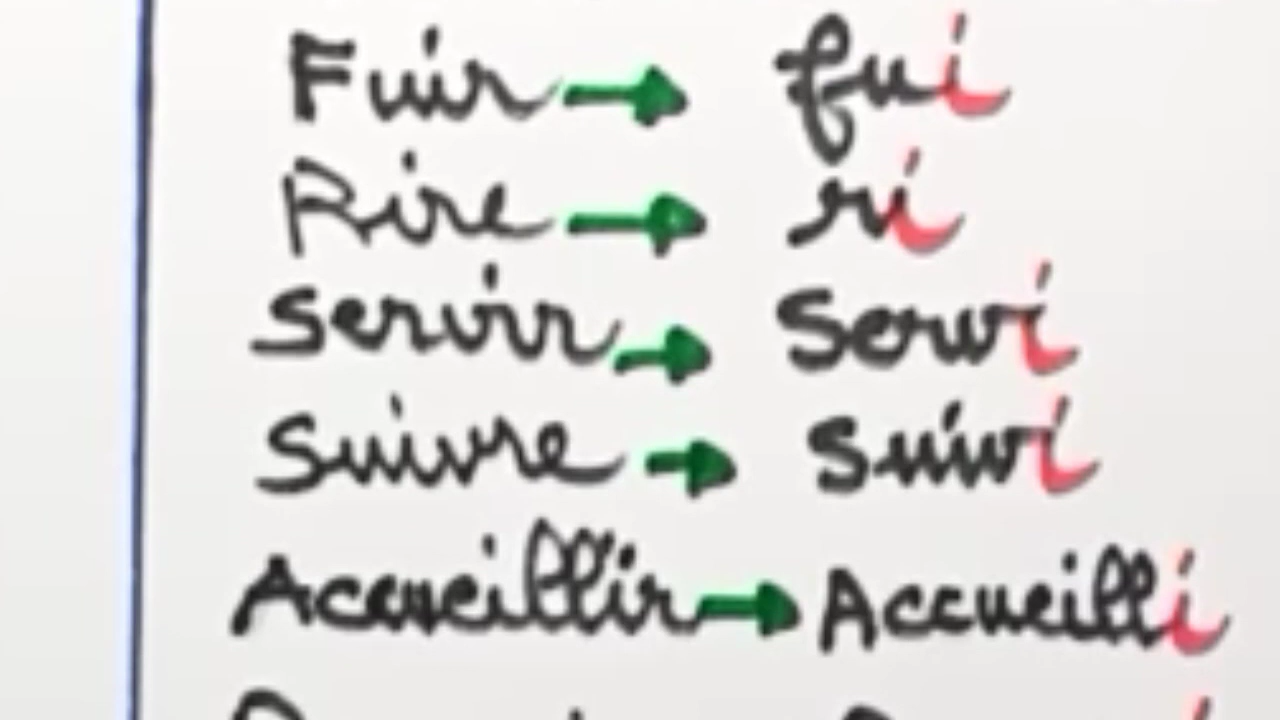 Fuir → fui
Rire → ri
Servir → Servi
Suivre → suivi
Accueillir → Accueilli